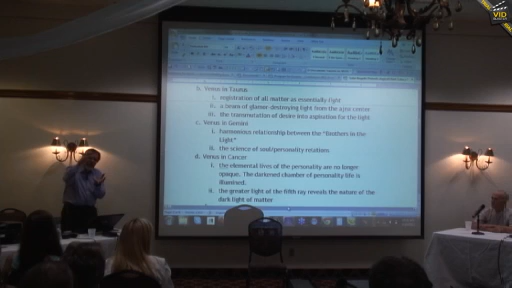 b. Venus in Taurus
i. registration of all matter as essentially light
ii. a beam of glamor-destroying light from the ajna center
iii. the transmutation of desire into aspiration for the light
c. Venus in Gemini
i. harmonious relationship between the "Brothers in the
Light"
ii. the science of soul/personality relations
d. Venus in Cancer
i. the elemental lives of the personality are no longer
opaque. The darkened chamber of personality life is
illumined.
ii. the greater light of the fifth ray reveals the nature of the
dark light of matter
VID